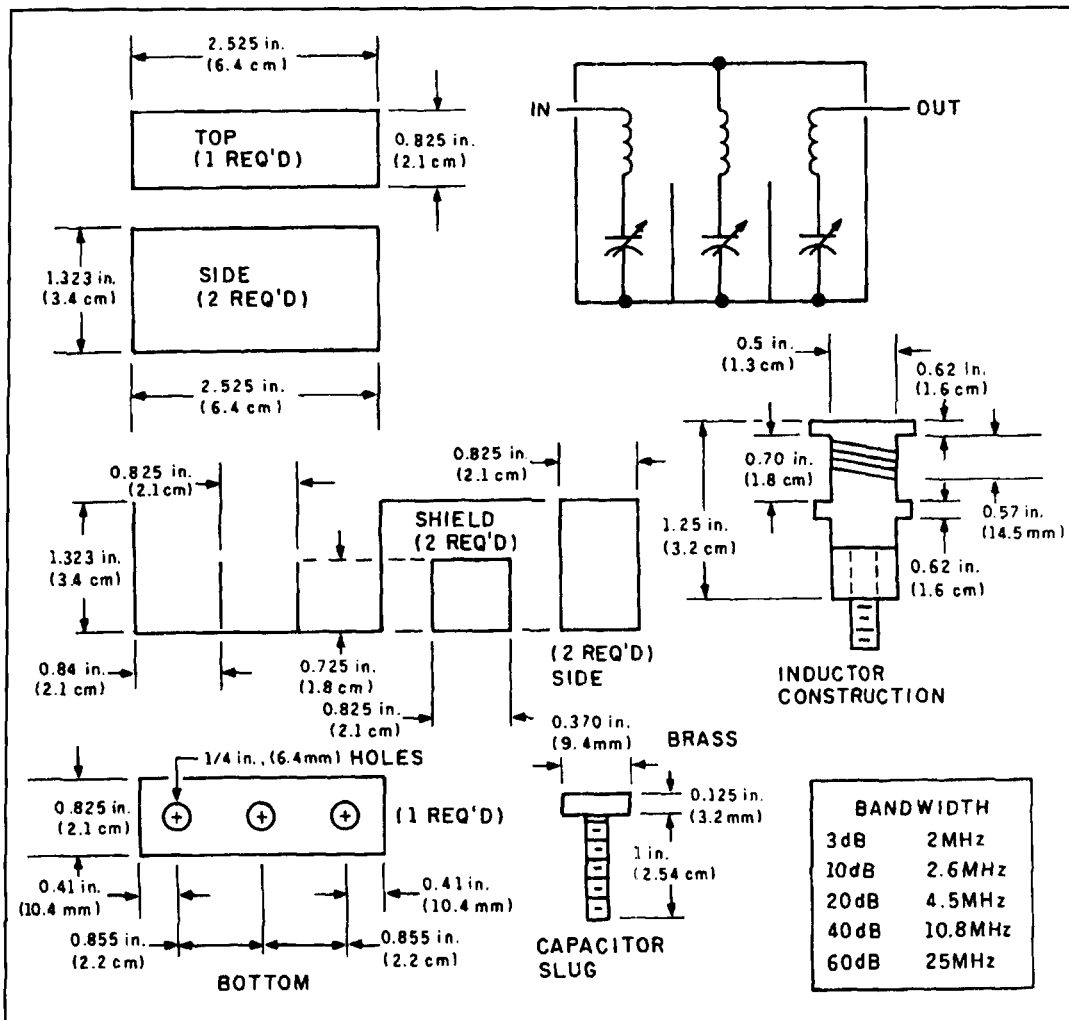 2.525 in.
(6.4 cm)
TOP
(1 REQ'D)
0.825 in.
(2.1 cm)
IN
OUT
1.323 in.
(3.4 cm)
SIDE
(2 REQ'D)
2.525 in.
(6.4 cm)
0.5 in.
(1.3 cm)
0.62 in.
(1.6 cm)
0.70 in.
(1.8 cm)
1.25 in.
(3.2 cm)
0.57 in.
(14.5 mm)
0.62 in.
(1.6 cm)
INDUCTOR
CONSTRUCTION
0.825 in.
(2.1 cm)
0.825 in.
(2.1 cm)
1.323 in.
(3.4 cm)
SHIELD
(2 REQ'D)
0.84 in.
(2.1 cm)
0.725 in.
(1.8 cm)
0.825 in.
(2.1 cm)
(2 REQ'D)
SIDE
1/4 in., (6.4mm) HOLES
0.825 in.
(2.1 cm)
(1 REQ'D)
0.41 in.
(10.4 mm)
0.41 in.
(10.4 mm)
0.855 in.
(2.2 cm)
0.855 in.
(2.2 cm)
BOTTOM
0.370 in.
(9.4mm)
BRASS
0.125 in.
(3.2mm)
1 in.
(2.54 cm)
CAPACITOR
SLUG
BANDWIDTH
3dB 2MHz
10dB 2.6MHz
20dB 4.5MHz
40dB 10.8MHz
60dB 25MHz